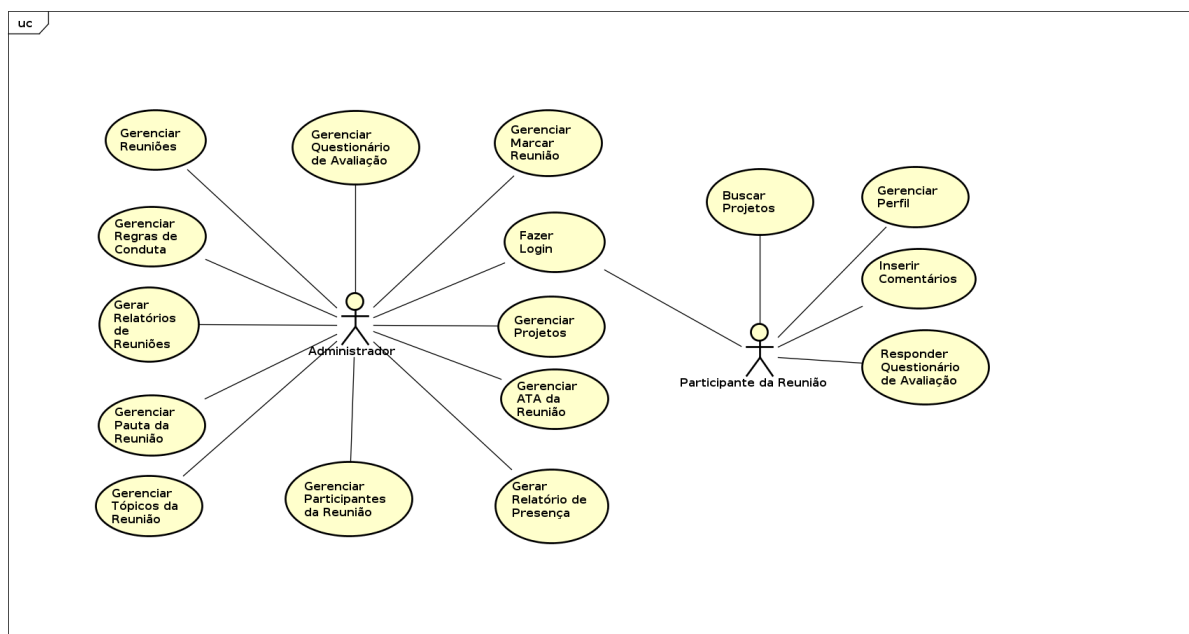 uc
Gerenciar
Reuniões
Gerenciar
Questionário
de Avaliação
Gerenciar
Marcar
Reunião
Buscar
Projetos
Gerenciar
Perfil
Gerenciar
Regras de
Conduta
Fazer
Login
Inserir
Comentários
Gerar
Relatórios
de
Reuniões
Administrador
Gerenciar
Projetos
Participante da Reunião
Responder
Questionário
de Avaliação
Gerenciar
Pauta da
Reunião
Gerenciar
ATA da
Reunião
Gerenciar
Tópicos da
Reunião
Gerenciar
Participantes
da Reunião
Gerar
Relatório de
Presença